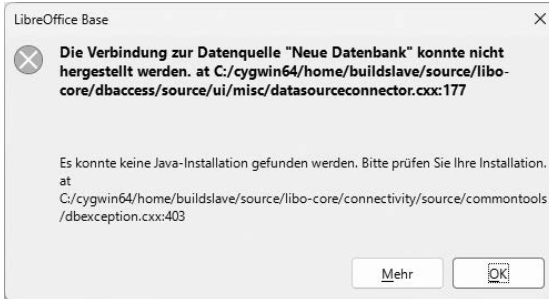 LibreOffice Base
Die Verbindung zur Datenquelle "Neue Datenbank" konnte nicht
hergestellt werden. at C:/cygwin64/home/buildslave/source/libo-
core/dbaccess/source/ui/misc/datasourceconnector.cxx:177
Es konnte keine Java-Installation gefunden werden. Bitte prüfen Sie Ihre Installation.
at
C:/cygwin64/home/buildslave/source/libo-core/connectivity/source/commontools
/dbexception.cxx:403
Mehr
OK